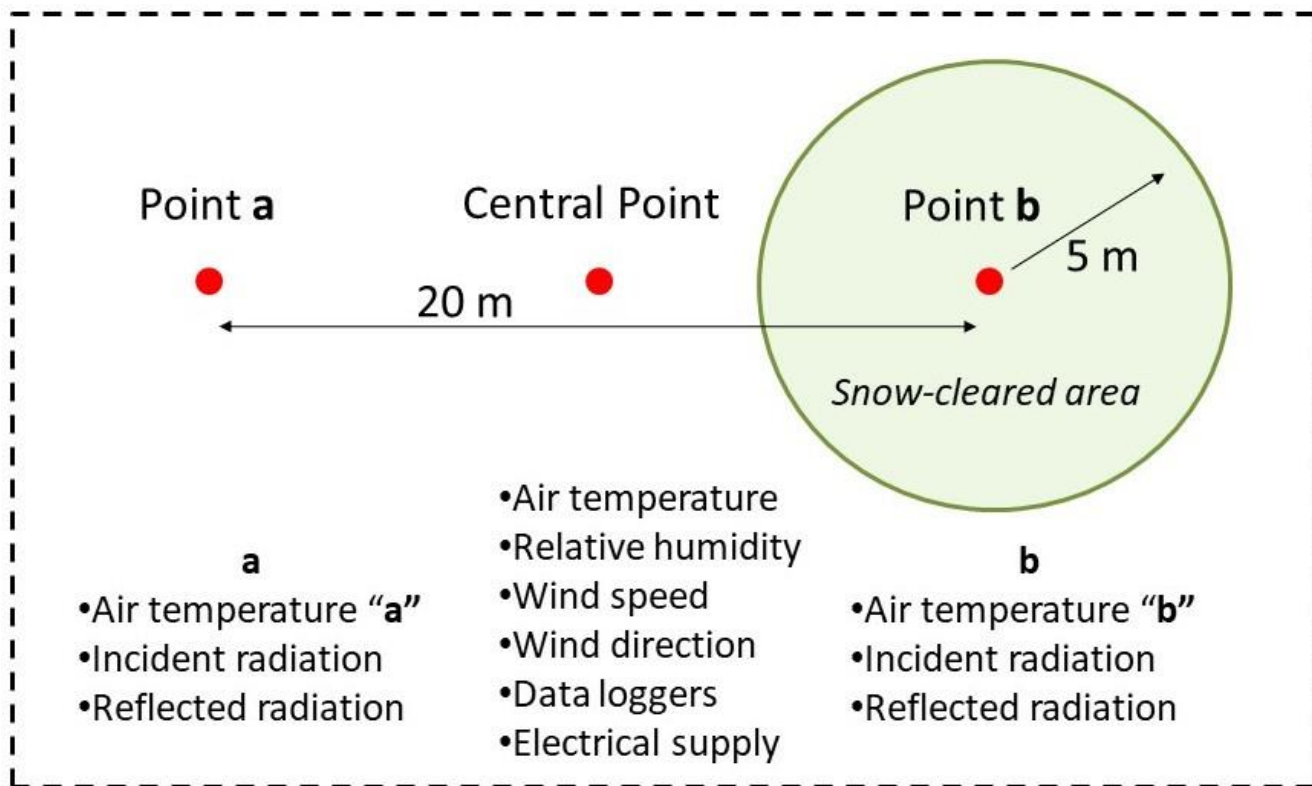 Point a
Central Point
Point b
5 m
20 m
Snow-cleared area
a
•Air temperature “a”
•Incident radiation
•Reflected radiation
•Air temperature
•Relative humidity
•Wind speed
•Wind direction
•Data loggers
•Electrical supply
b
•Air temperature “b”
•Incident radiation
•Reflected radiation